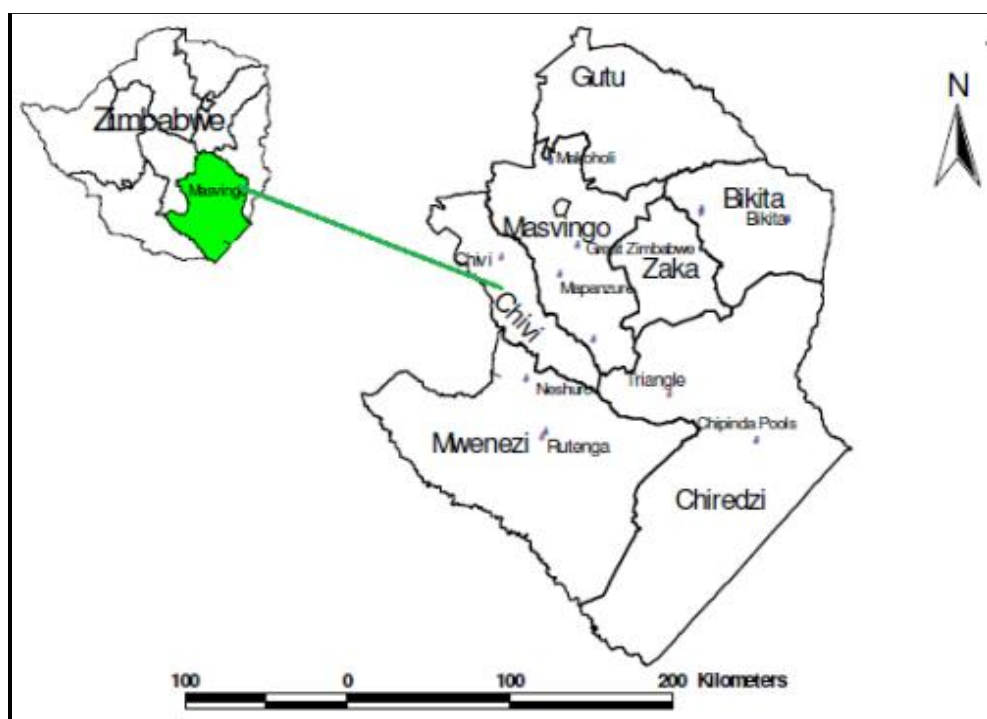 Zimbabwe
Masvingo
N
Gutu
Makoholi
Bikita
Bikita
Masvingo
Great Zimbabwe
Zaka
Chivi
Mapanzure
Chivi
Triangle
Neshuro
Chipinda Pools
Mwenezi
Rutenga
Chiredzi
100 0 100 200 Kilometers